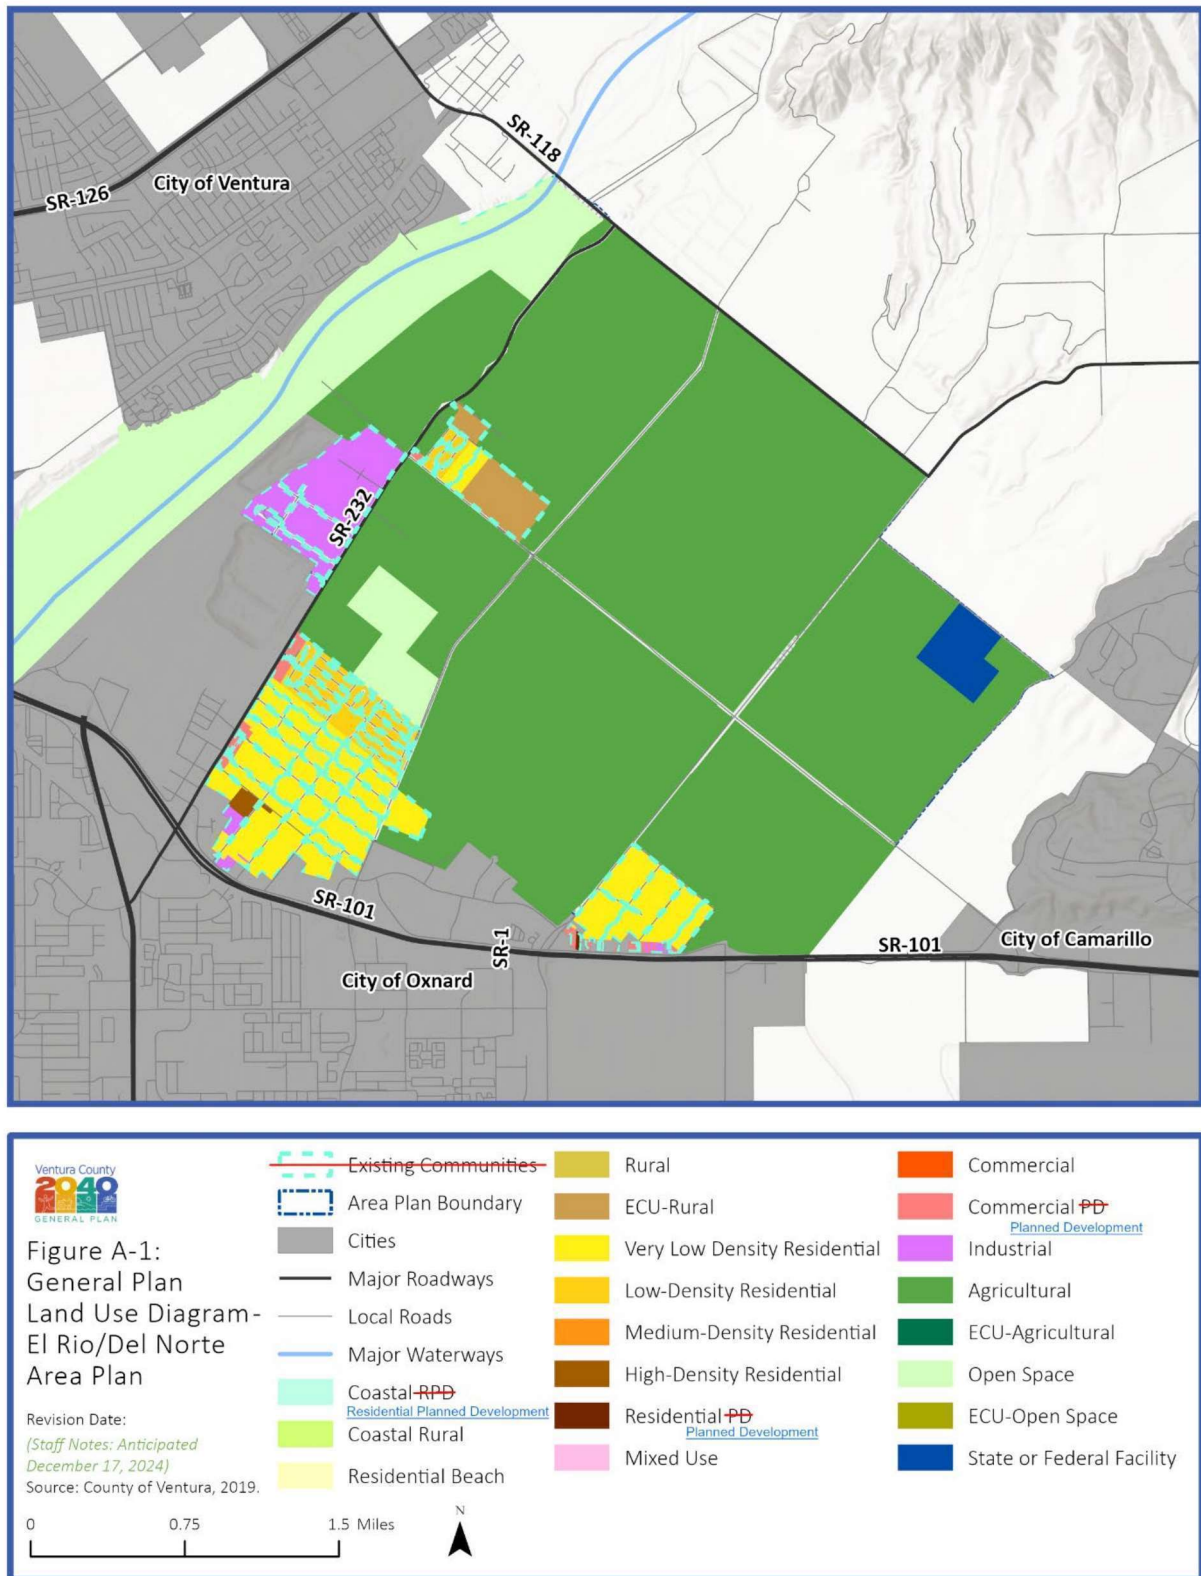 SR-118
City of Ventura
SR-126
SR-232
SR-101
SR-1
City of Oxnard
SR-101
City of Camarillo
Ventura County
2040
GENERAL PLAN
Figure A-1:
General Plan
Land Use Diagram-
El Rio/Del Norte
Area Plan
Revision Date:
(Staff Notes: Anticipated
December 17, 2024)
Source: County of Ventura, 2019.
0 0.75 1.5 Miles
Existing Communities
Area Plan Boundary
Cities
Major Roadways
Local Roads
Major Waterways
Coastal RPD
Residential Planned Development
Coastal Rural
Residential Beach
N
Rural
ECU-Rural
Very Low Density Residential
Low-Density Residential
Medium-Density Residential
High-Density Residential
Residential PD
Planned Development
Mixed Use
Commercial
Commercial PD
Planned Development
Industrial
Agricultural
ECU-Agricultural
Open Space
ECU-Open Space
State or Federal Facility